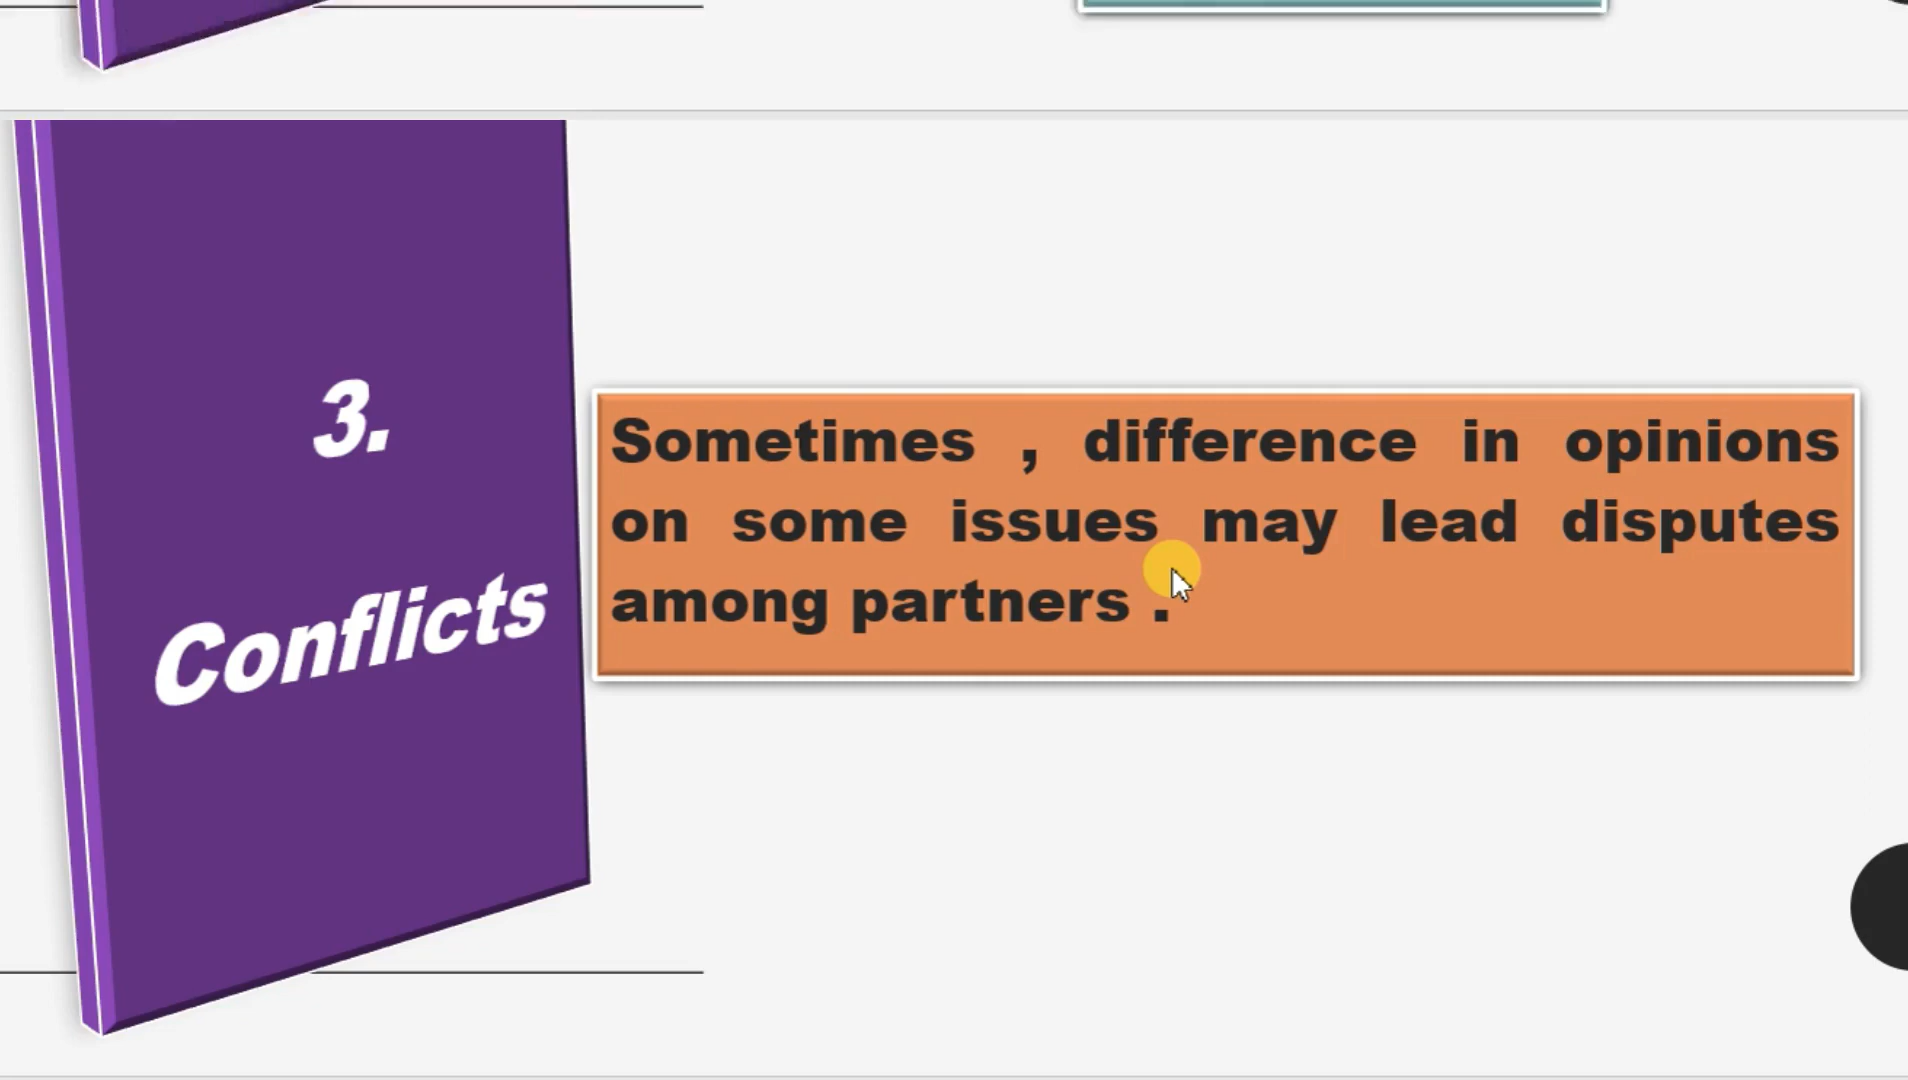 3.
Conflicts
Sometimes , difference in opinions
on some issues may lead disputes
among partners .